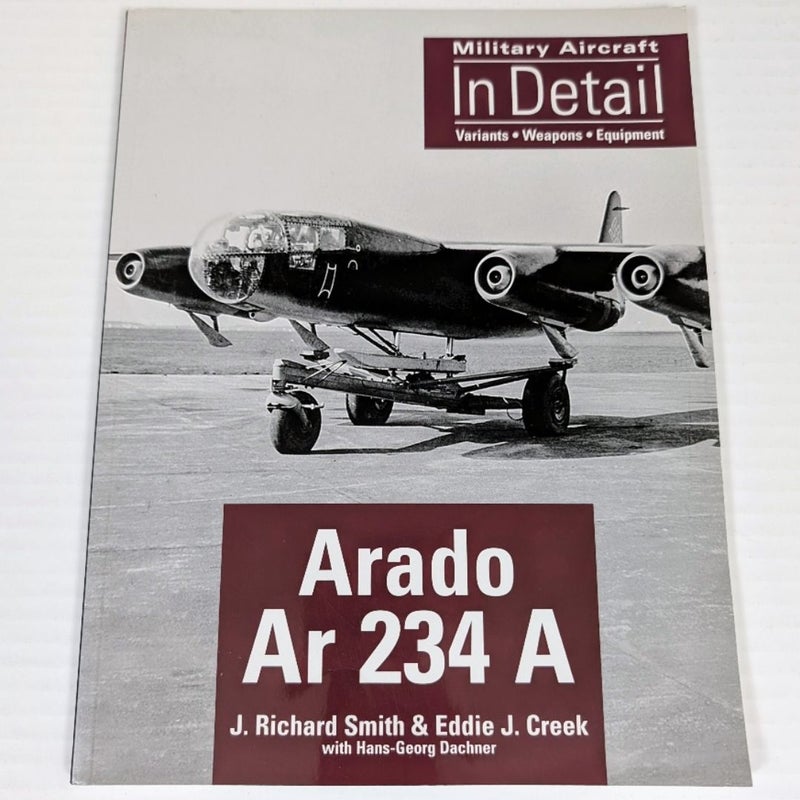 Military Aircraft
In Detail
Variants • Weapons • Equipment
Arado
Ar 234 A
J. Richard Smith & Eddie J. Creek
with Hans-Georg Dachner